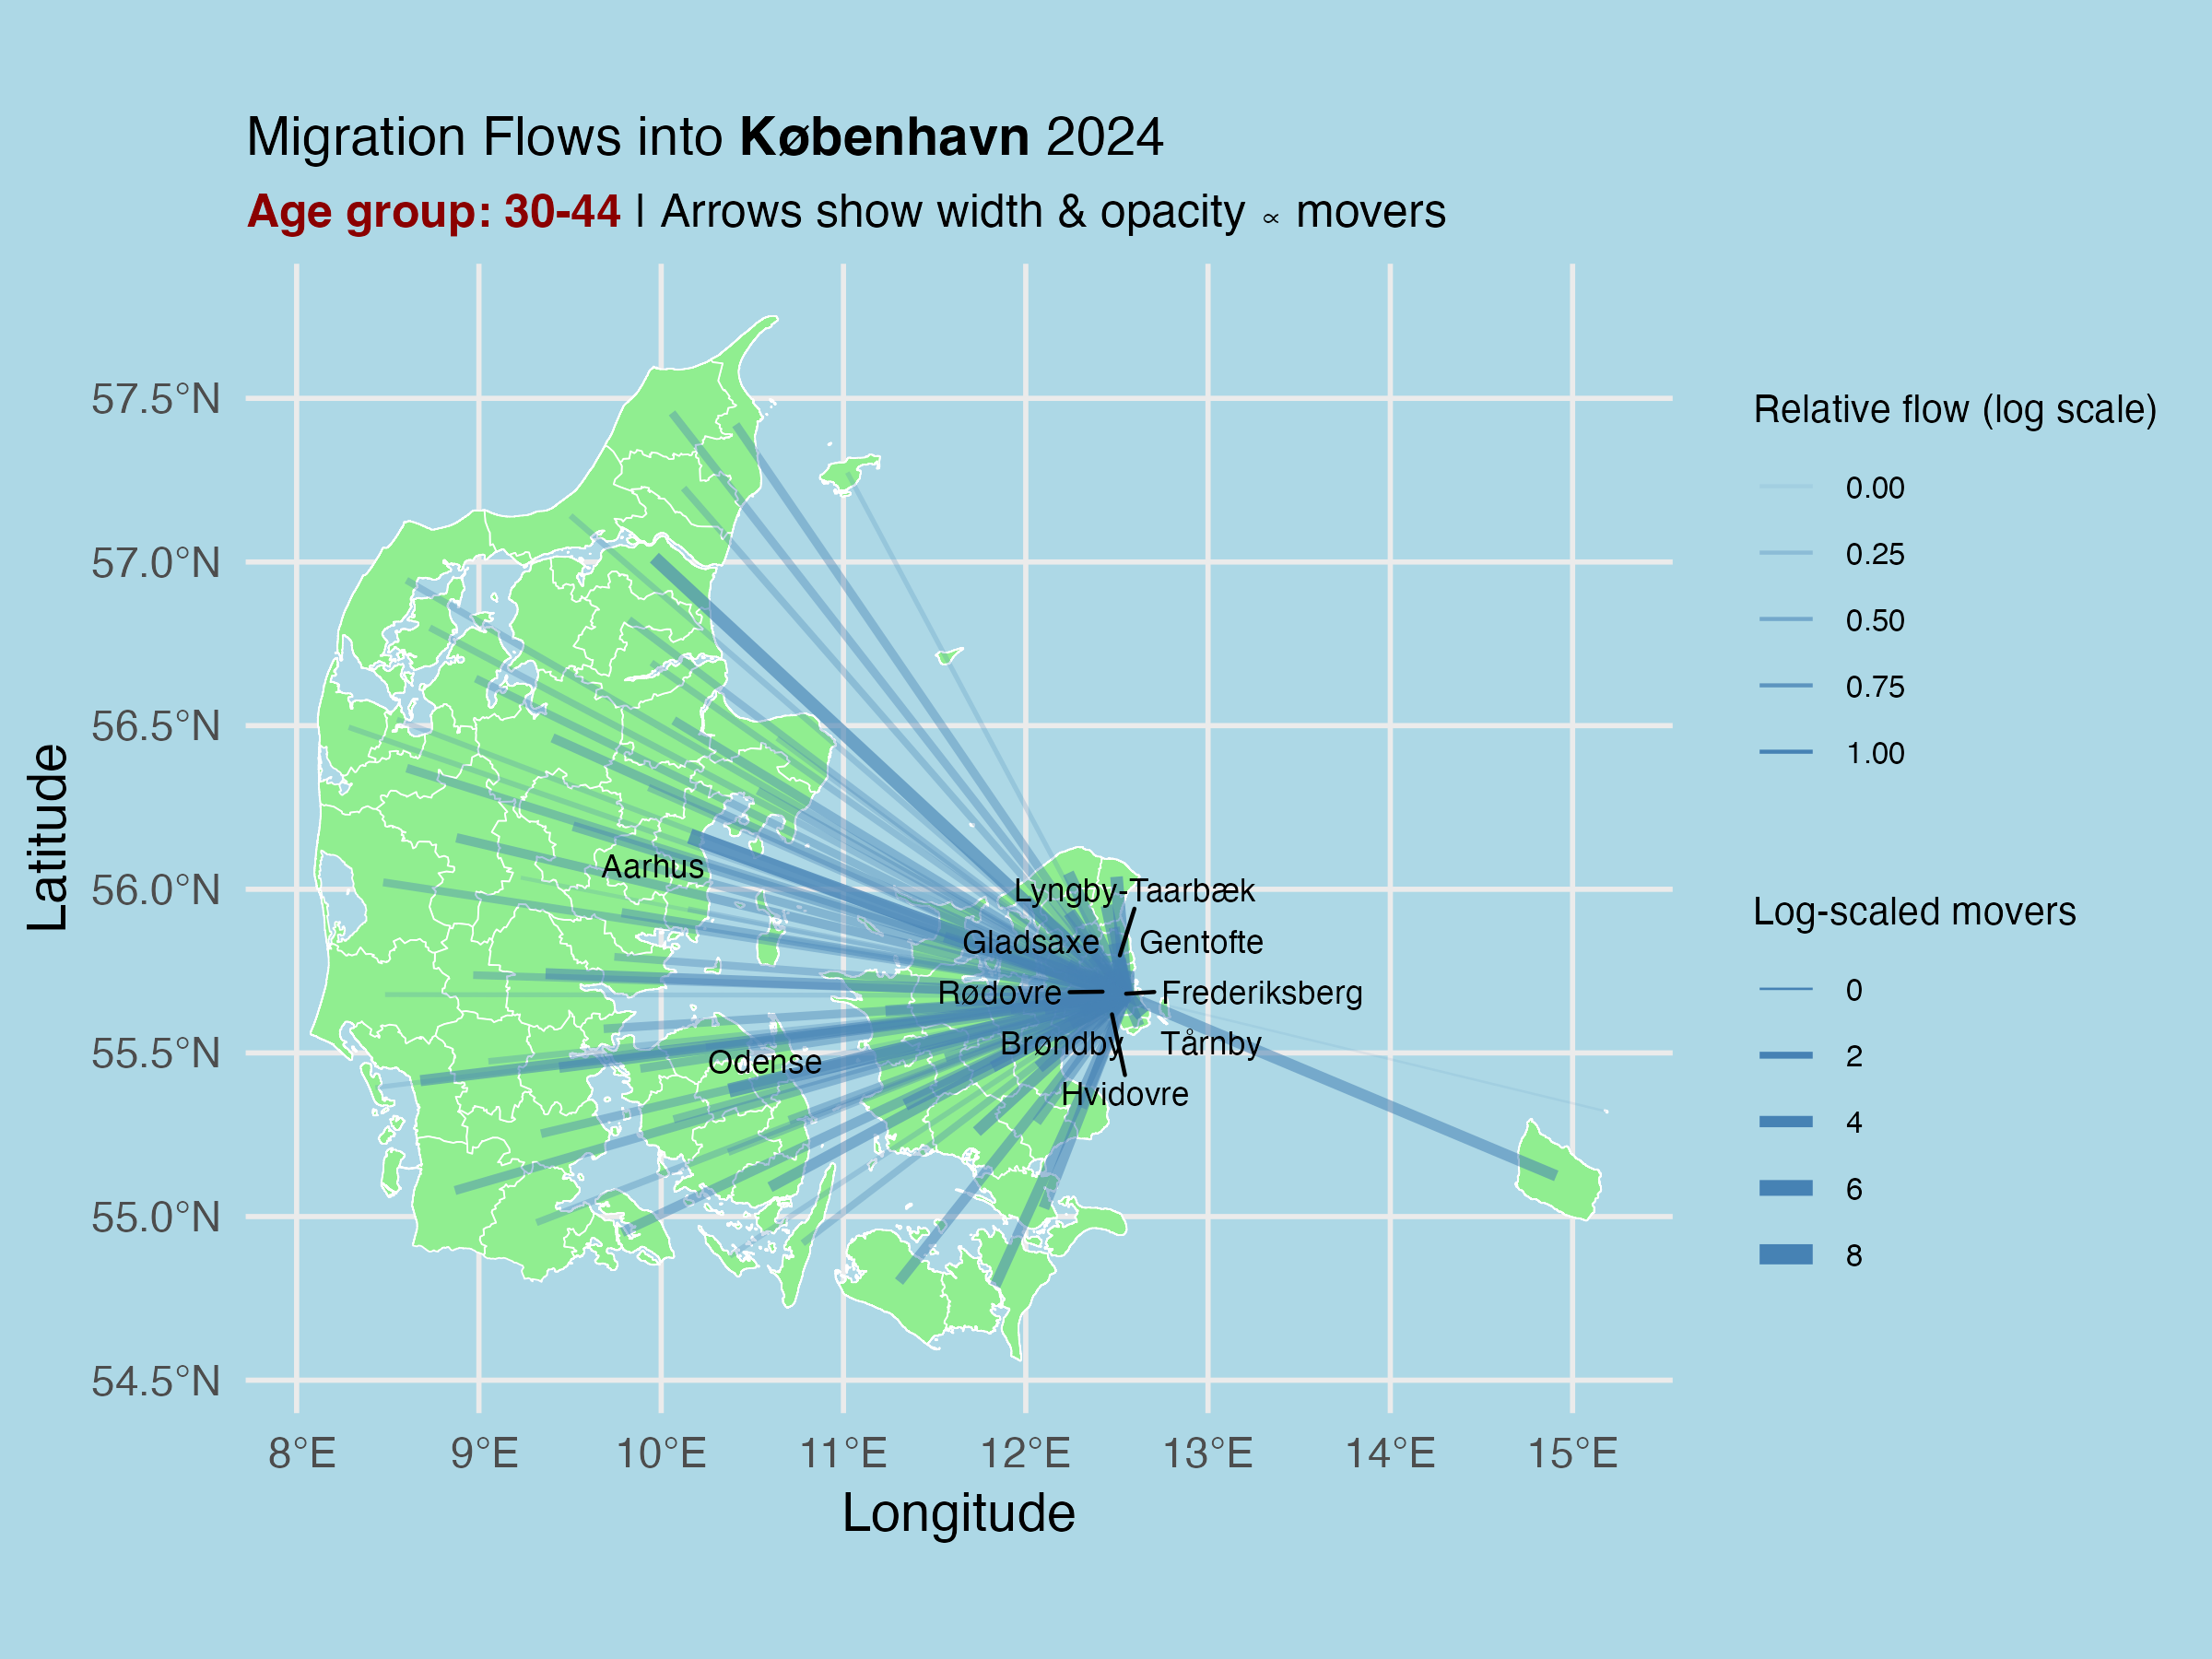 Migration Flows into København 2024
Age group: 30-44 | Arrows show width & opacity ∝ movers
Latitude
57.5°N
57.0°N
56.5°N
56.0°N
55.5°N
55.0°N
54.5°N
Aarhus
Odense
Lyngby-Taarbæk
Gladsaxe
Gentofte
Rødovre
Frederiksberg
Brøndby
Tårnby
Hvidovre
8°E
9°E
10°E
11°E
12°E
13°E
14°E
15°E
Longitude
Relative flow (log scale)
0.00
0.25
0.50
0.75
1.00
Log-scaled movers
0
2
4
6
8